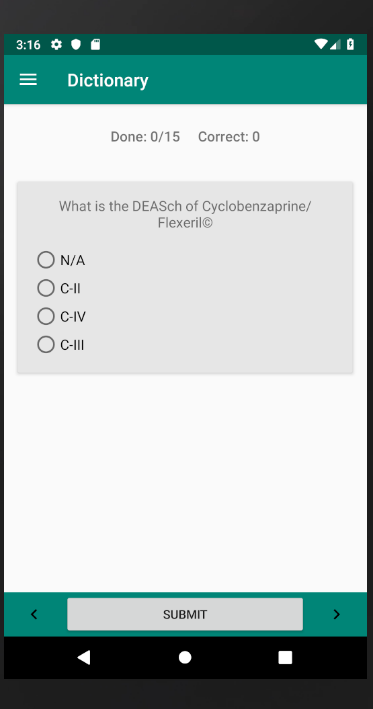 3:16
Dictionary
Done: 0/15 Correct: 0
What is the DEASch of Cyclobenzaprine/
Flexeril©
N/A
C-II
C-IV
C-III
SUBMIT